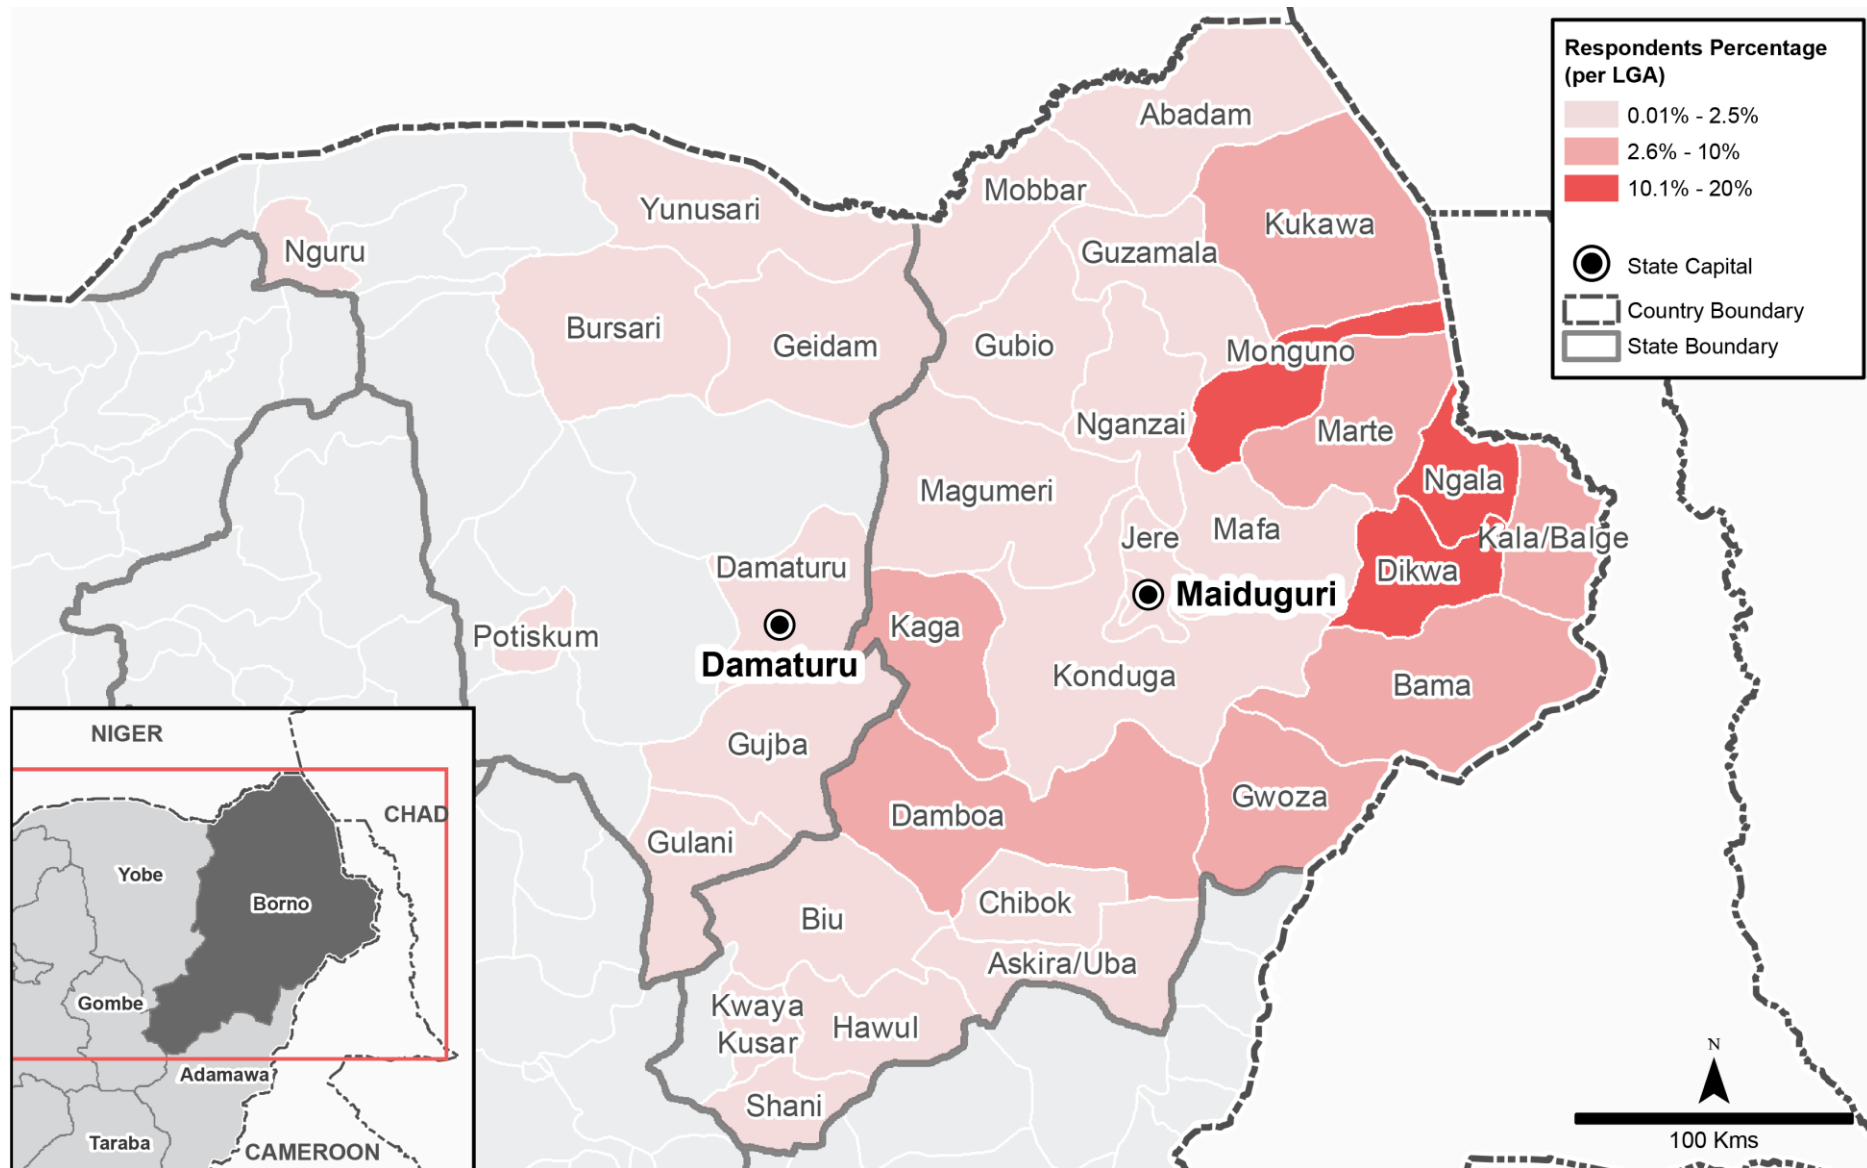 Respondents Percentage
(per LGA)
0.01% - 2.5%
2.6% - 10%
10.1% - 20%
State Capital
Country Boundary
State Boundary
Abadam
Mobbar
Yunusari
Kukawa
Nguru
Guzamala
Bursari
Geidam
Gubio
Monguno
Nganzai
Marte
Magumeri
Ngala
Jere
Mafa
Kala/Balge
Damaturu
Dikwa
Maiduguri
Potiskum
Kaga
Damaturu
Konduga
Bama
Gujba
Gwoza
Damboa
Gulani
Chibok
Biu
Askira/Uba
Kwaya
Kusar
Hawul
Shani
NIGER
CHAD
Yobe
Borno
Gombe
Adamawa
Taraba
CAMEROON
N
100 Kms